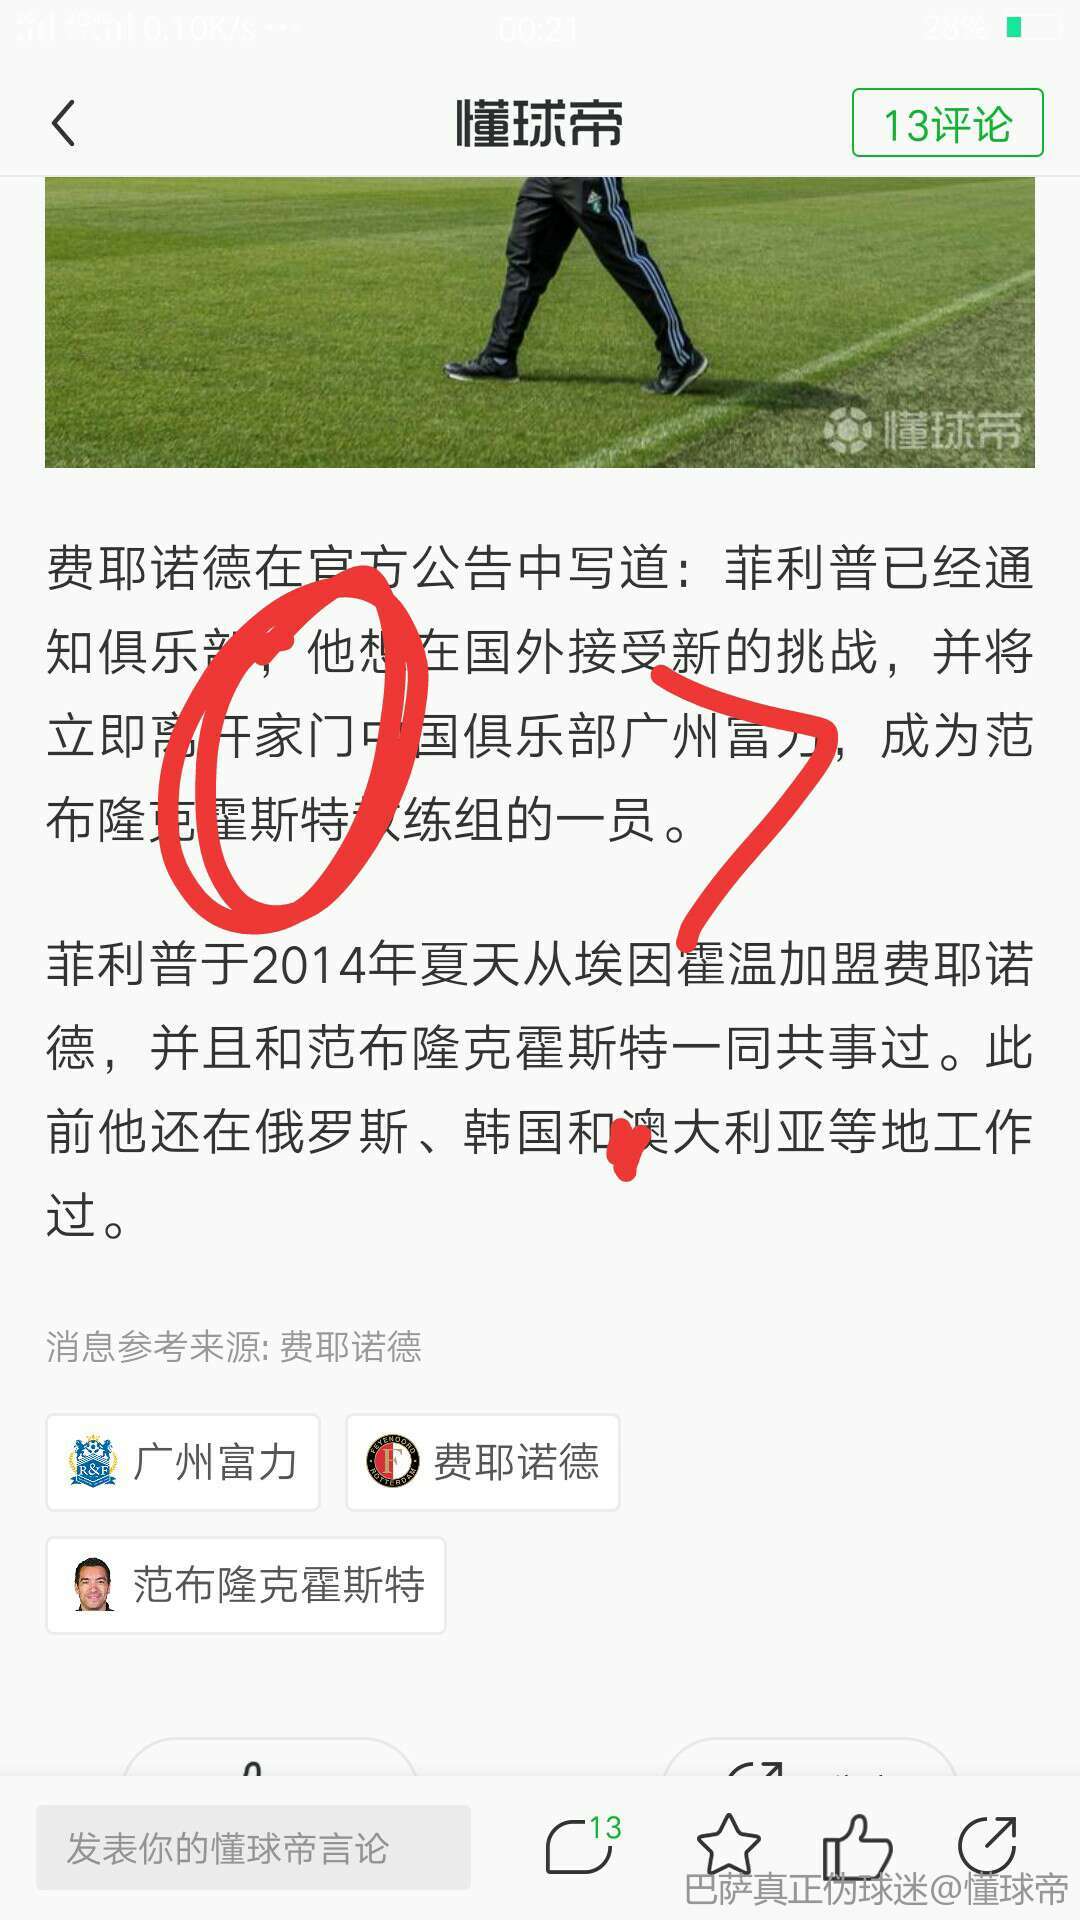 0.10K/s ...
00:21
28%
懂球帝
13评论
懂球帝
费耶诺德在官方公告中写道：菲利普已经通
知俱乐部，他想在国外接受新的挑战，并将
立即离开家门中国俱乐部广州富力，成为范
布隆克霍斯特教练组的一员。
07
菲利普于2014年夏天从埃因霍温加盟费耶诺
德，并且和范布隆克霍斯特一同共事过。此
前他还在俄罗斯、韩国和澳大利亚等地工作
过。
消息参考来源: 费耶诺德
R&F
广州富力
FEYENOORD
F
ROTTERDAM
费耶诺德
范布隆克霍斯特
发表你的懂球帝言论
13
巴萨真正伪球迷@懂球帝